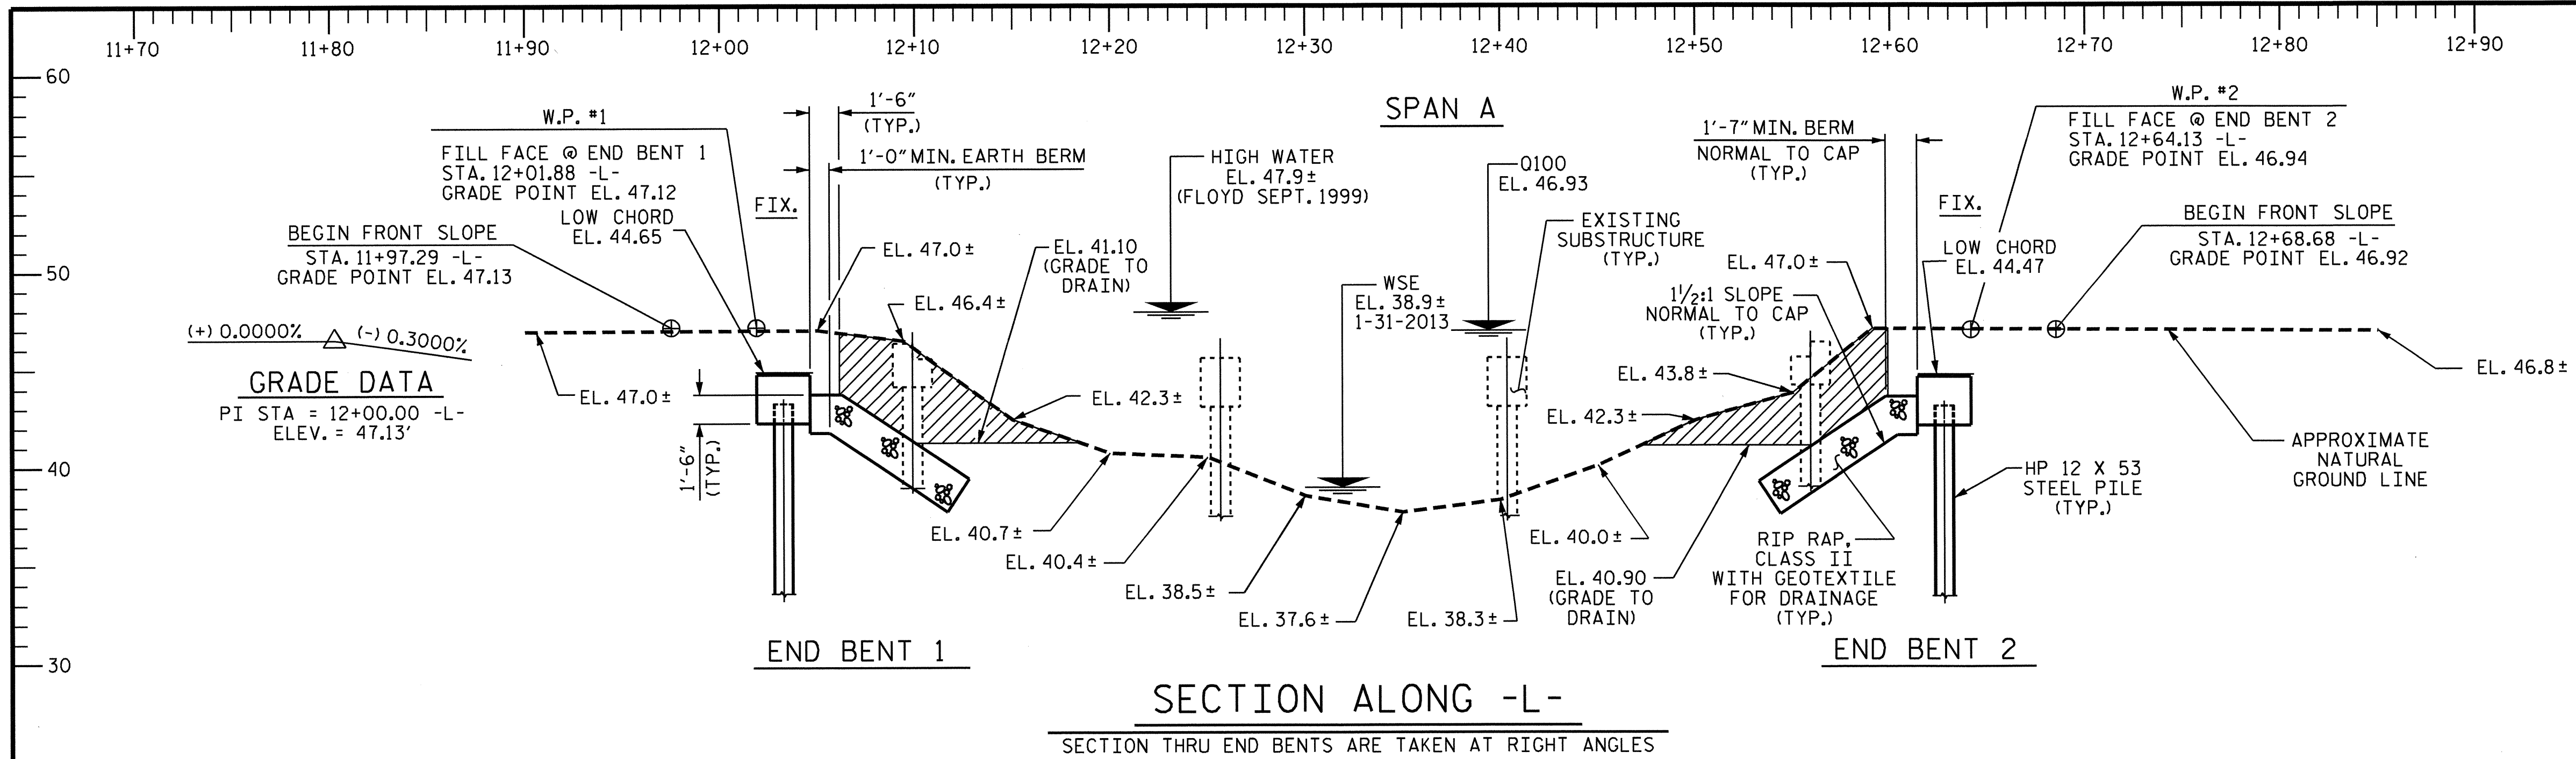 11+70 11+80 11+90 12+00 12+10 12+20 12+30 12+40 12+50 12+60 12+70 12+80 12+90
60
50
40
30
SPAN A
W.P. #1
FILL FACE @ END BENT 1
STA. 12+01.88 -L-
GRADE POINT EL. 47.12
BEGIN FRONT SLOPE
STA. 11+97.29 -L-
GRADE POINT EL. 47.13
LOW CHORD
EL. 44.65
FIX.
1'-6"
(TYP.)
1'-0" MIN. EARTH BERM
(TYP.)
HIGH WATER
EL. 47.9±
(FLOYD SEPT. 1999)
Q100
EL. 46.93
EXISTING
SUBSTRUCTURE
(TYP.)
WSE
EL. 38.9±
1-31-2013
1'-7" MIN. BERM
NORMAL TO CAP
(TYP.)
W.P. #2
FILL FACE @ END BENT 2
STA. 12+64.13 -L-
GRADE POINT EL. 46.94
FIX.
BEGIN FRONT SLOPE
STA. 12+68.68 -L-
GRADE POINT EL. 46.92
LOW CHORD
EL. 44.47
EL. 47.0±
EL. 46.4±
EL. 41.10
(GRADE TO
DRAIN)
EL. 47.0±
1½:1 SLOPE
NORMAL TO CAP
(TYP.)
(+) 0.0000%
(-) 0.3000%
GRADE DATA
PI STA = 12+00.00 -L-
ELEV. = 47.13'
EL. 47.0±
1'-6"
(TYP.)
EL. 42.3±
EL. 43.8±
EL. 42.3±
EL. 46.8±
APPROXIMATE
NATURAL
GROUND LINE
HP 12 X 53
STEEL PILE
(TYP.)
EL. 40.7±
EL. 40.4±
EL. 38.5±
EL. 37.6±
EL. 38.3±
EL. 40.0±
EL. 40.90
(GRADE TO
DRAIN)
RIP RAP,
CLASS II
WITH GEOTEXTILE
FOR DRAINAGE
(TYP.)
END BENT 1
END BENT 2
SECTION ALONG -L-
SECTION THRU END BENTS ARE TAKEN AT RIGHT ANGLES